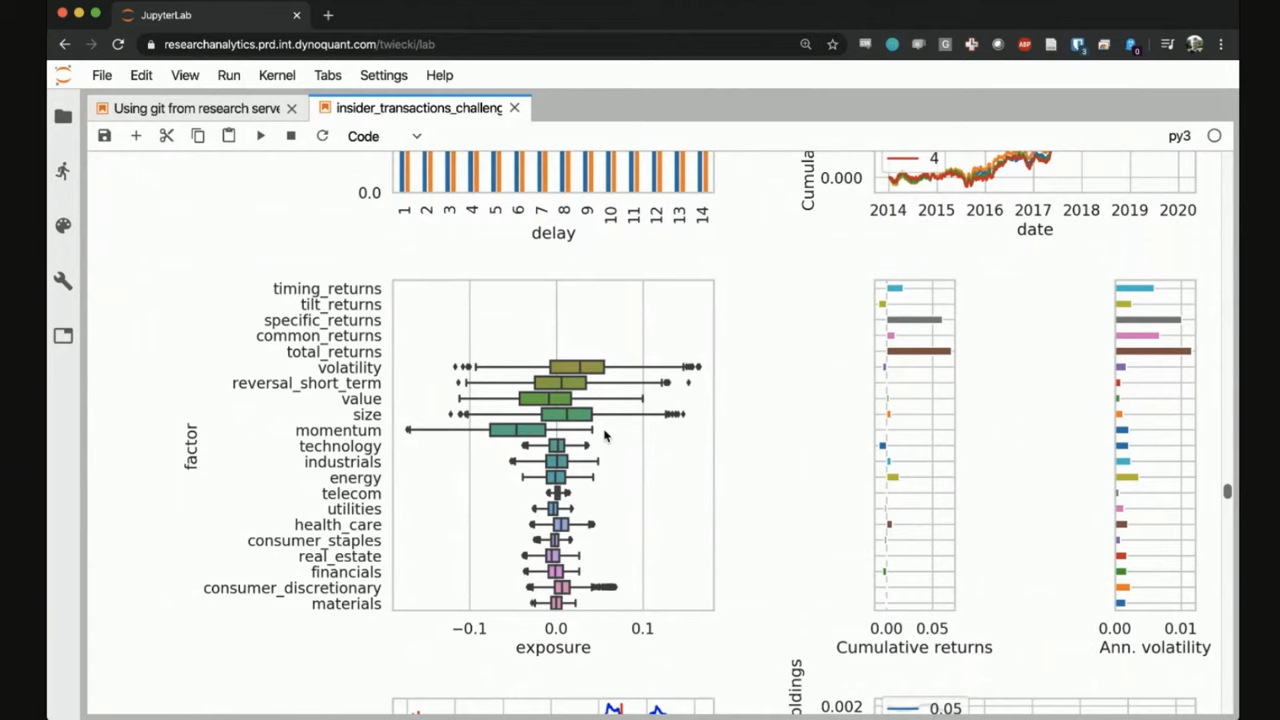 JupyterLab
researchanalytics.prd.int.dynoquant.com/twiecki/lab
File Edit View Run Kernel Tabs Settings Help
Using git from research serve
insider_transactions_challeng
Code
py3
0.0
1 2 3 4 5 6 7 8 9 10 11 12 13 14
delay
Cumula
0.000
4
2014 2015 2016 2017 2018 2019 2020
date
factor
timing_returns
tilt_returns
specific_returns
common_returns
total_returns
volatility
reversal_short_term
value
size
momentum
technology
industrials
energy
telecom
utilities
health_care
consumer_staples
real_estate
financials
consumer_discretionary
materials
−0.1 0.0 0.1
exposure
0.00 0.05
Cumulative returns
0.00 0.01
Ann. volatility
oldings
0.002
0.05